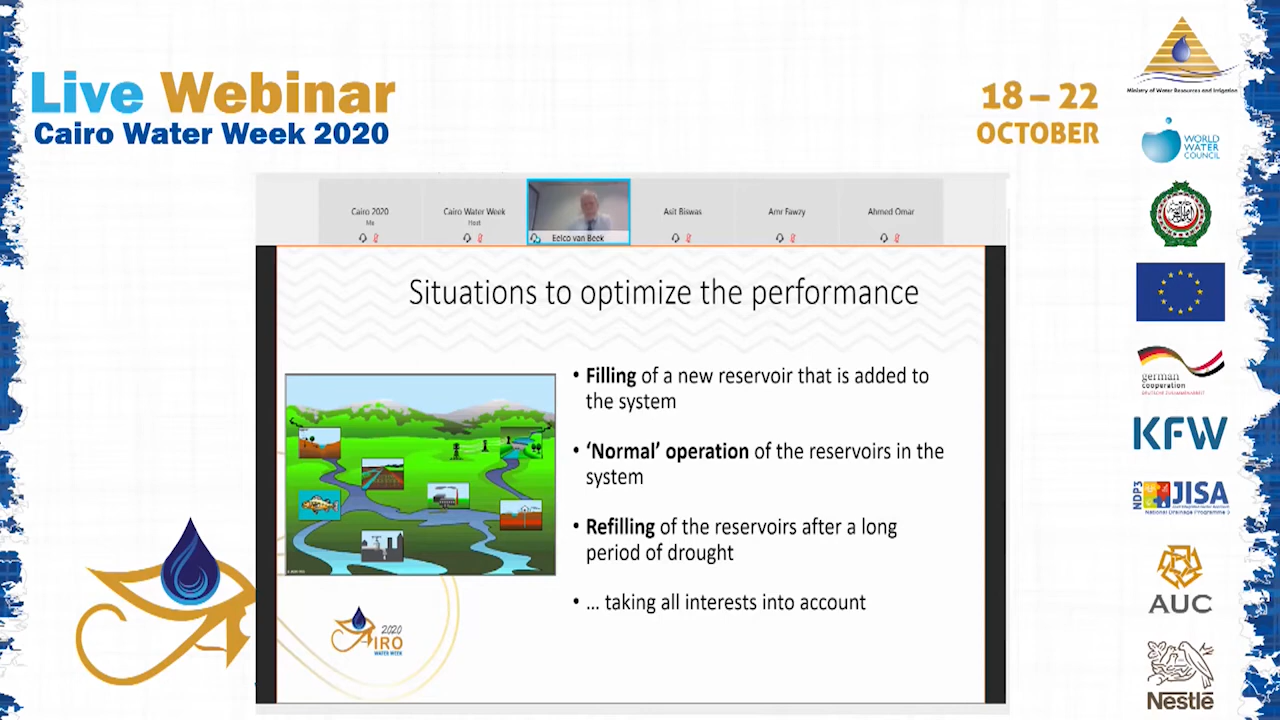 Live Webinar
Cairo Water Week 2020
18 – 22
OCTOBER
Ministry of Water Resources and Irrigation
WORLD
WATER
COUNCIL
Cairo 2020
Me
Cairo Water Week
Host
Eelco van Beek
Asit Biswas
Amr Fawzy
Ahmed Omar
Situations to optimize the performance
• Filling of a new reservoir that is added to
the system
• ‘Normal’ operation of the reservoirs in the
system
• Refilling of the reservoirs after a long
period of drought
• ... taking all interests into account
2020
CAIRO
WATER WEEK
german
cooperation
DEUTSCHE ZUSAMMENARBEIT
KFW
NDP3
JISA
National Drainage Programme 3
AUC
Nestlé